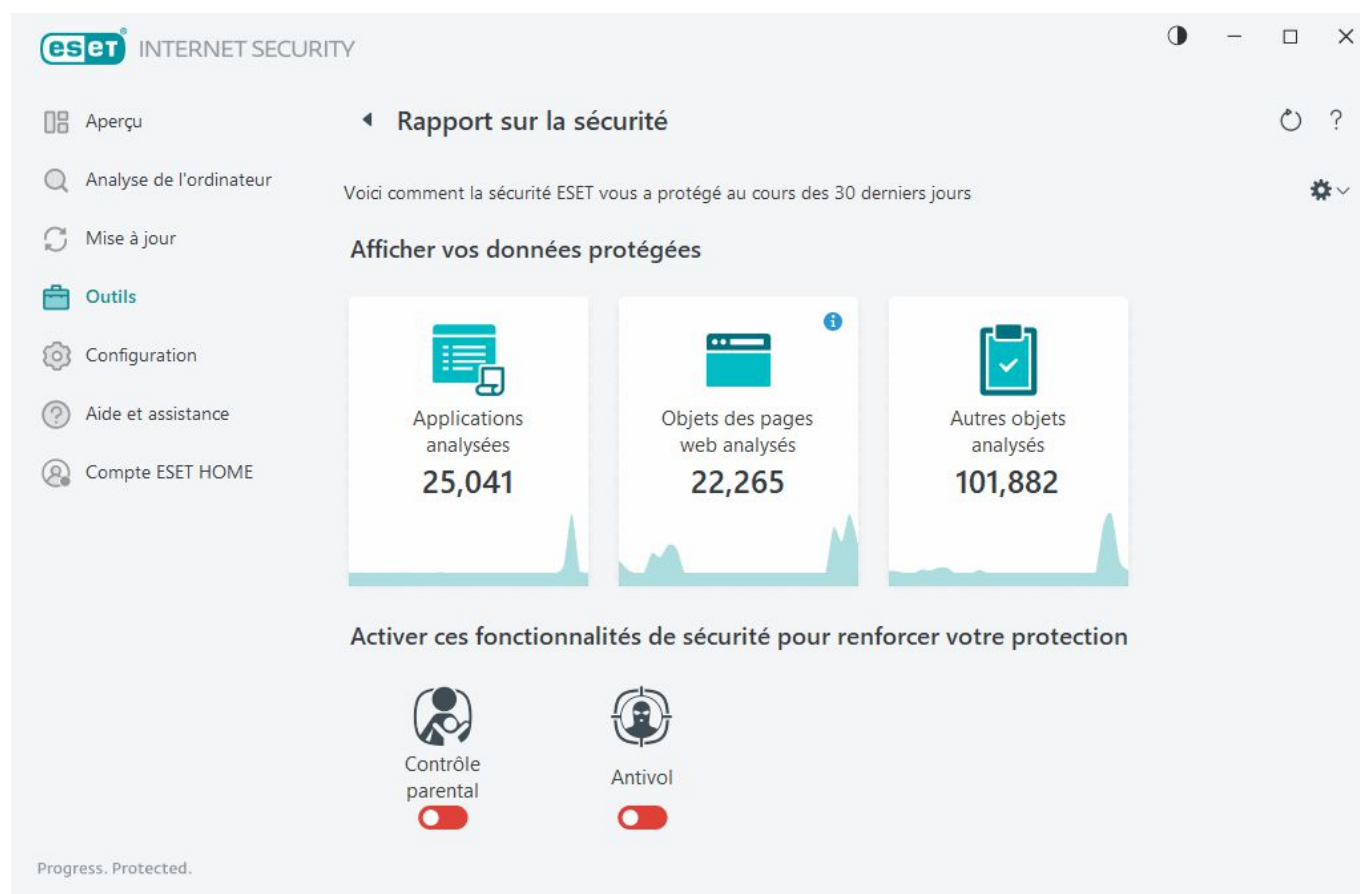 eset® INTERNET SECURITY
Aperçu
Analyse de l'ordinateur
Mise à jour
Outils
Configuration
Aide et assistance
Compte ESET HOME
Rapport sur la sécurité
?
Voici comment la sécurité ESET vous a protégé au cours des 30 derniers jours
Afficher vos données protégées
Applications
analysées
25,041
Objets des pages
web analysés
22,265
Autres objets
analysés
101,882
Activer ces fonctionnalités de sécurité pour renforcer votre protection
Contrôle
parental
Antivol
Progress. Protected.